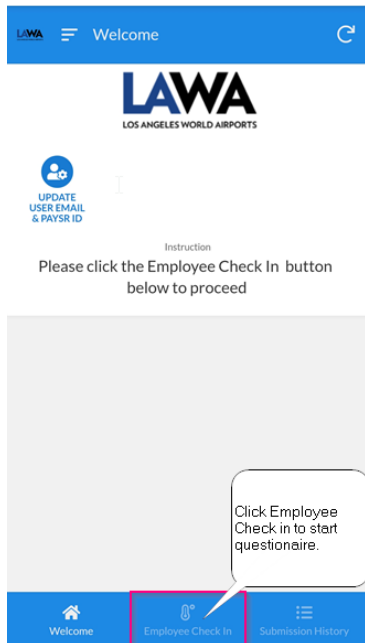 LAWA
Welcome
LAWA
LOS ANGELES WORLD AIRPORTS
UPDATE
USER EMAIL
& PAYSR ID
Instruction
Please click the Employee Check In button
below to proceed
Click Employee
Check in to start
questionaire.
Welcome
Employee Check In
Submission History